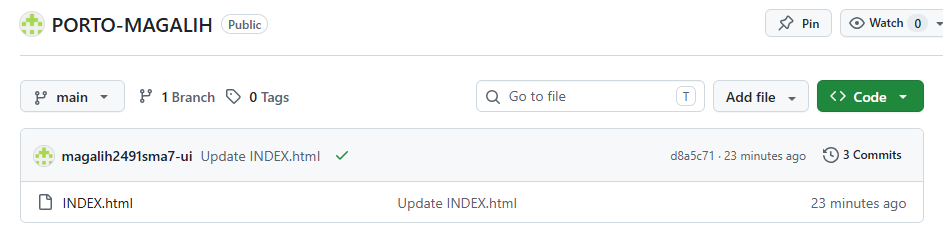 PORTO-MAGALIH Public Pin Watch 0
main 1 Branch 0 Tags Go to file T Add file Code
magalih2491sma7-ui Update INDEX.html d8a5c71 · 23 minutes ago 3 Commits
INDEX.html Update INDEX.html 23 minutes ago